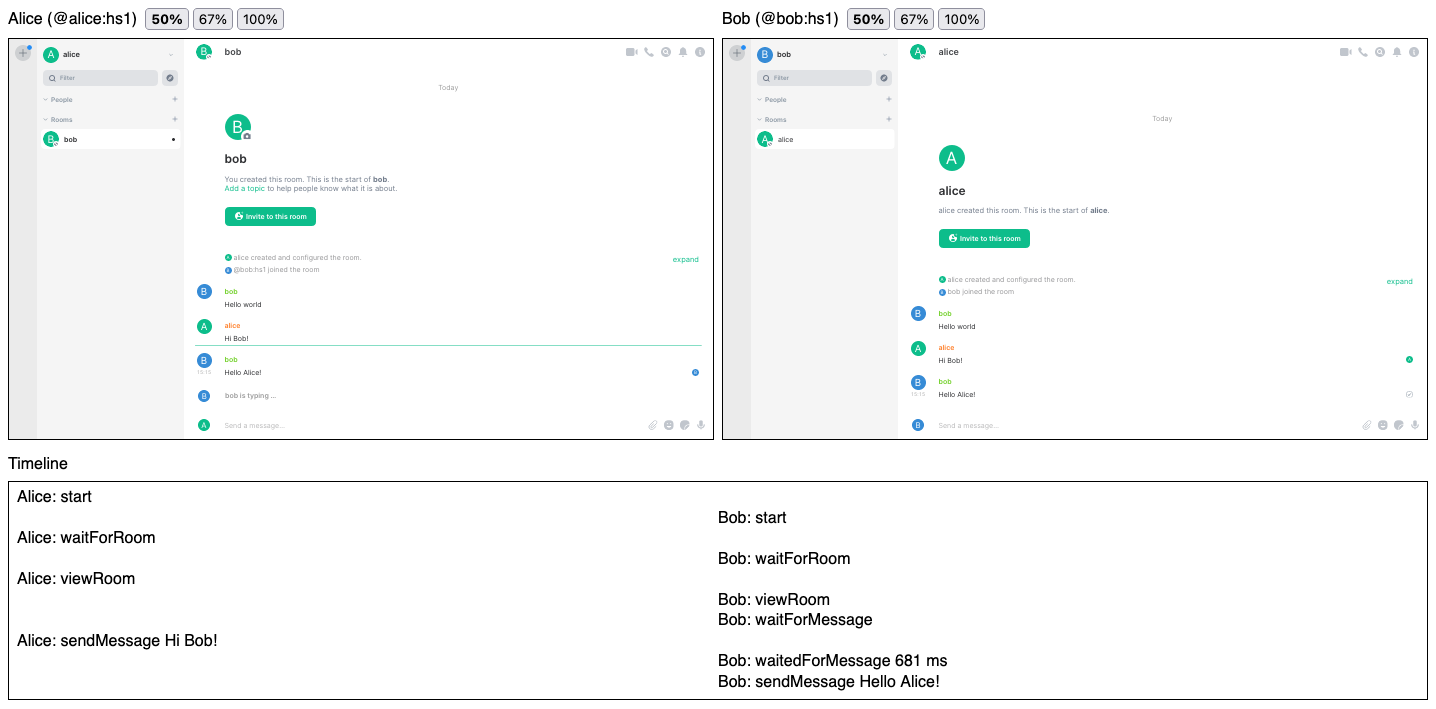 Alice (@alice:hs1) 50% 67% 100%
A alice
Filter
People
Rooms
B bob
B bob
Today
B
bob
You created this room. This is the start of bob.
Add a topic to help people know what it is about.
Invite to this room
alice created and configured the room.
@bob:hs1 joined the room
expand
B bob
Hello world
A alice
Hi Bob!
B bob
15:15 Hello Alice!
B bob is typing …
A Send a message…
Bob (@bob:hs1) 50% 67% 100%
B bob
Filter
People
Rooms
A alice
A alice
Today
A
alice
alice created this room. This is the start of alice.
Invite to this room
alice created and configured the room.
bob joined the room
expand
B bob
Hello world
A alice
Hi Bob!
B bob
15:15 Hello Alice!
B Send a message…
Timeline
Alice: start
Bob: start
Alice: waitForRoom
Bob: waitForRoom
Alice: viewRoom
Bob: viewRoom
Bob: waitForMessage
Alice: sendMessage Hi Bob!
Bob: waitedForMessage 681 ms
Bob: sendMessage Hello Alice!